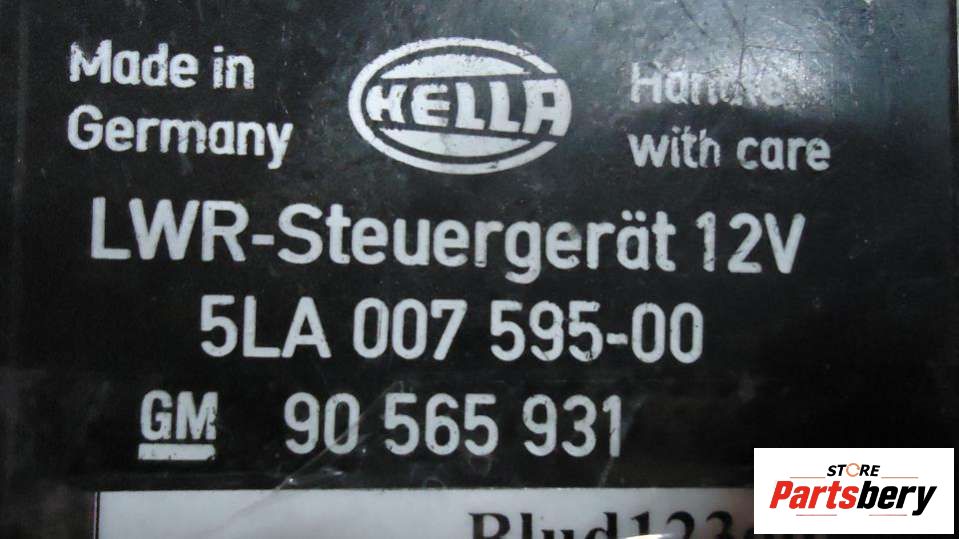 Made in
Germany
HELLA
Handle
with care
LWR-Steuergerät 12V
5LA 007 595-00
GM 90 565 931
STORE
Partsbery